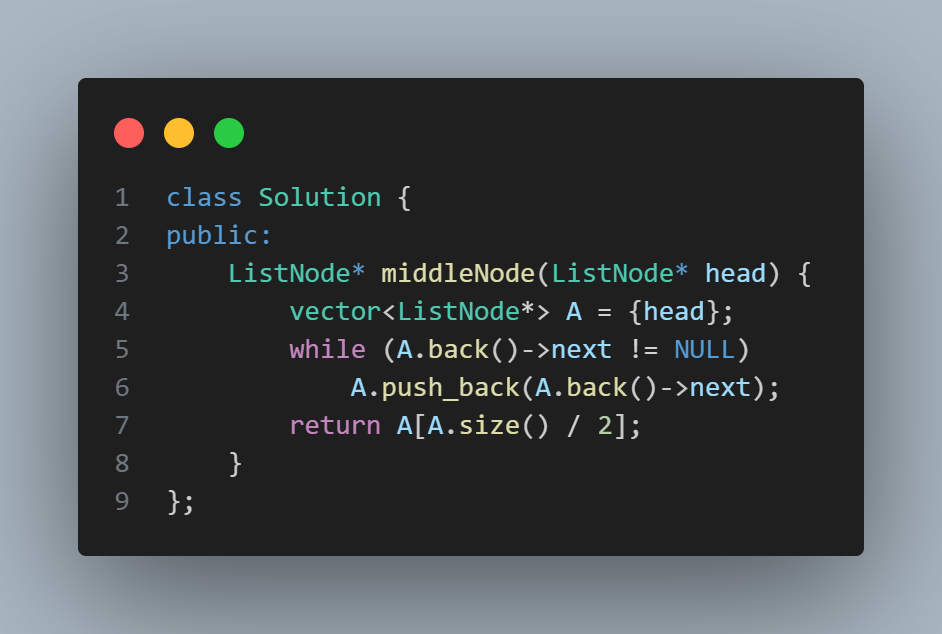 1 class Solution {
2 public:
3     ListNode* middleNode(ListNode* head) {
4         vector<ListNode*> A = {head};
5         while (A.back()->next != NULL)
6             A.push_back(A.back()->next);
7         return A[A.size() / 2];
8     }
9 };